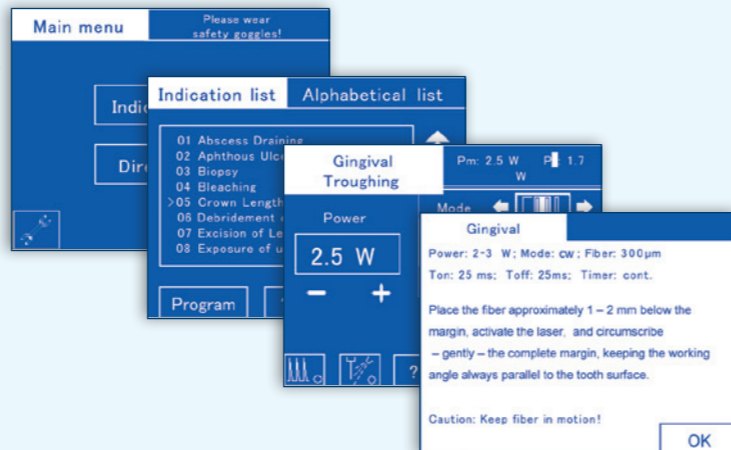 Main menu
Please wear
safety goggles!
Indication list
Alphabetical list
01 Abscess Draining
02 Aphthous
03 Biopsy
04 Bleaching
>05 Crown Length
06 Debridement
07 Excision of
08 Exposure of
Program
Gingival
Troughing
Pm: 2.5 W
1.7
W
Power
Mode
2.5 W
− +
?
Gingival
Power: 2-3 W; Mode: cw; Fiber: 300µm
Ton: 25 ms; Toff: 25ms; Timer: cont.
Place the fiber approximately 1 – 2 mm below the
margin, activate the laser, and circumscribe
– gently – the complete margin, keeping the working
angle always parallel to the tooth surface.
Caution: Keep fiber in motion!
OK